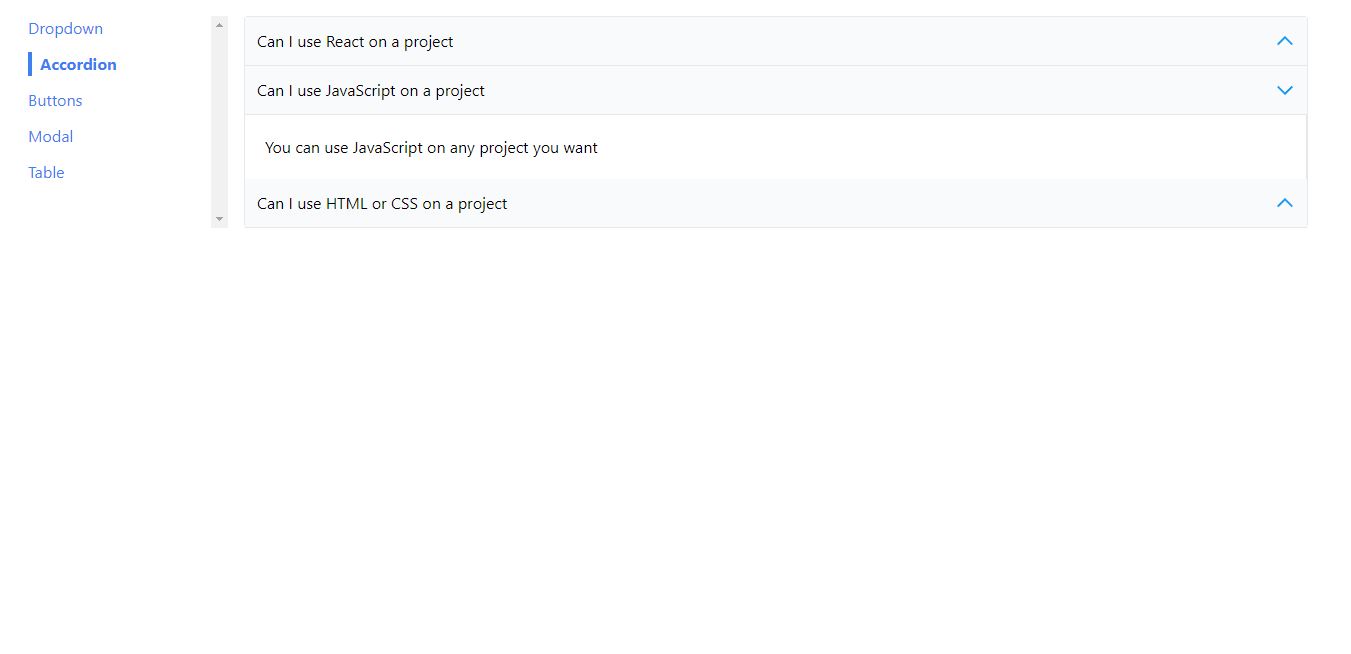 Dropdown
Accordion
Buttons
Modal
Table
Can I use React on a project
Can I use JavaScript on a project
You can use JavaScript on any project you want
Can I use HTML or CSS on a project